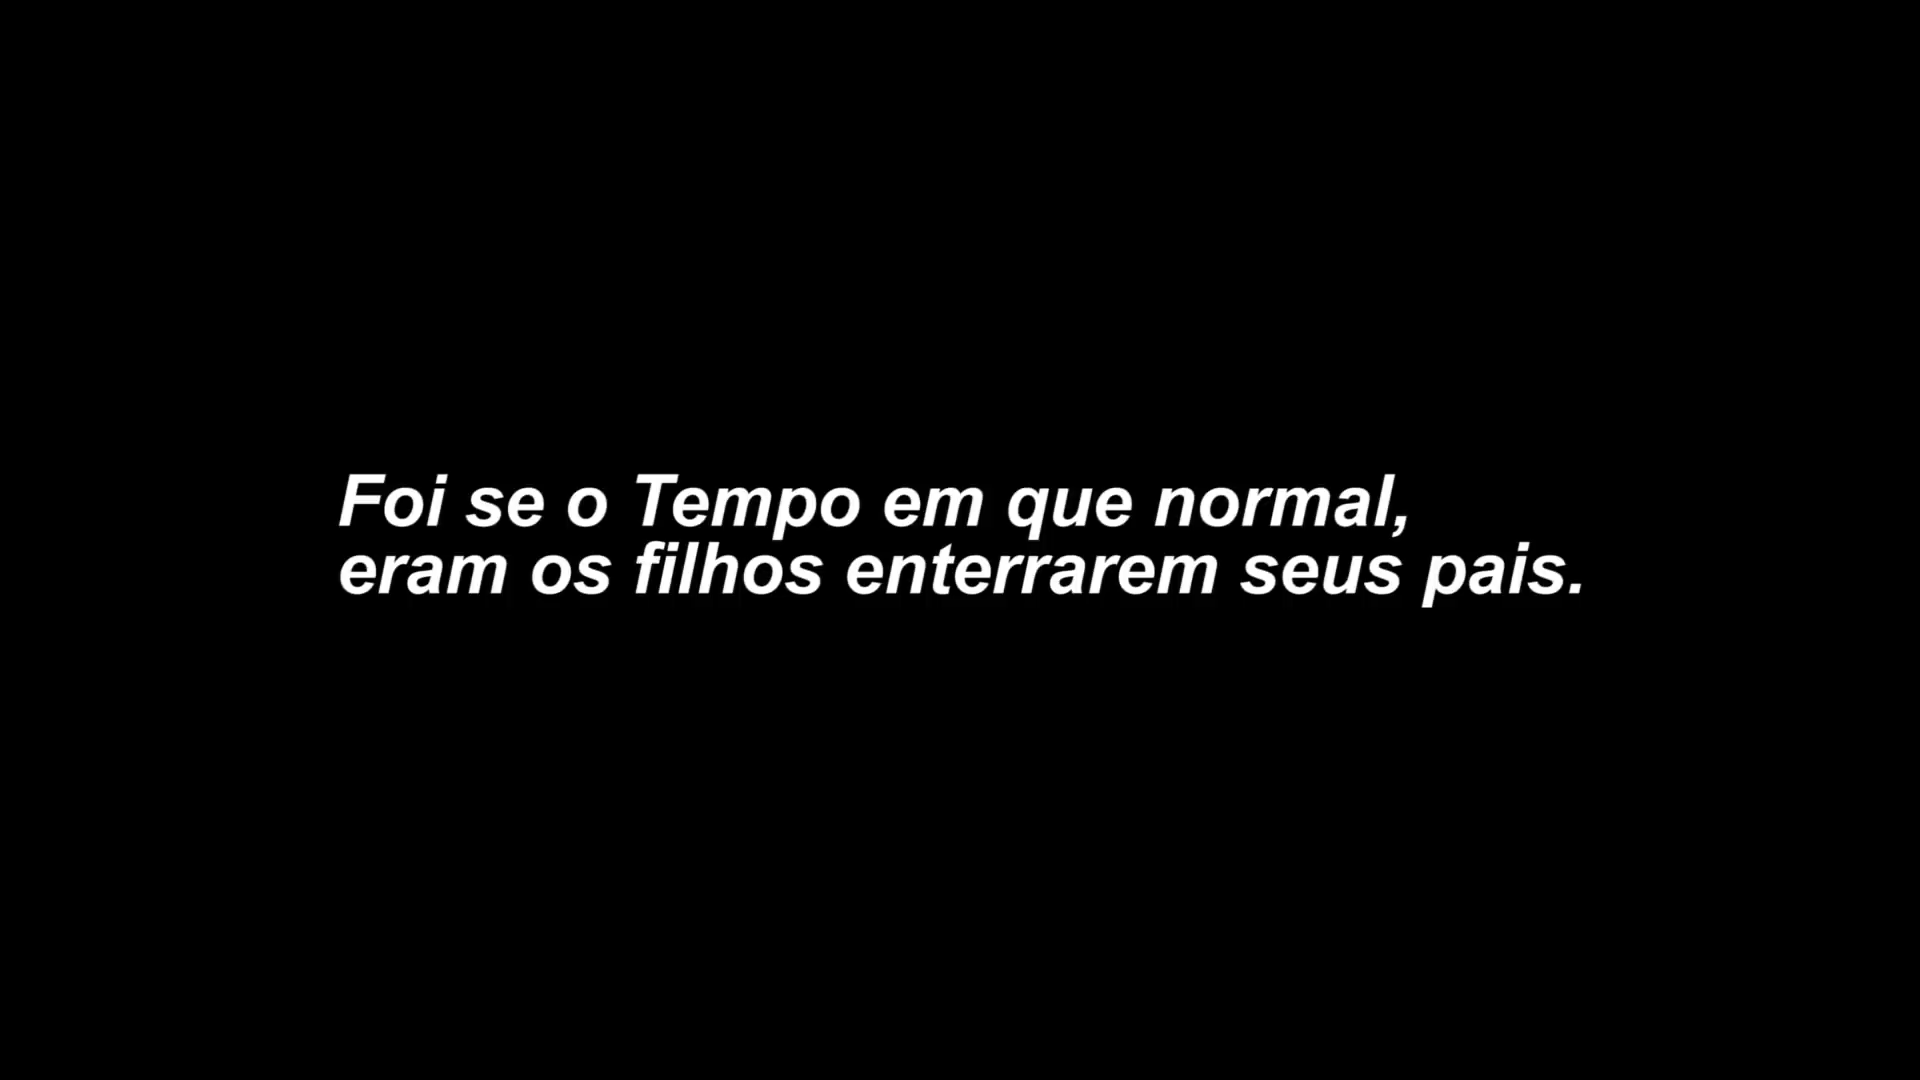 Foi se o Tempo em que normal,
eram os filhos enterrarem seus pais.